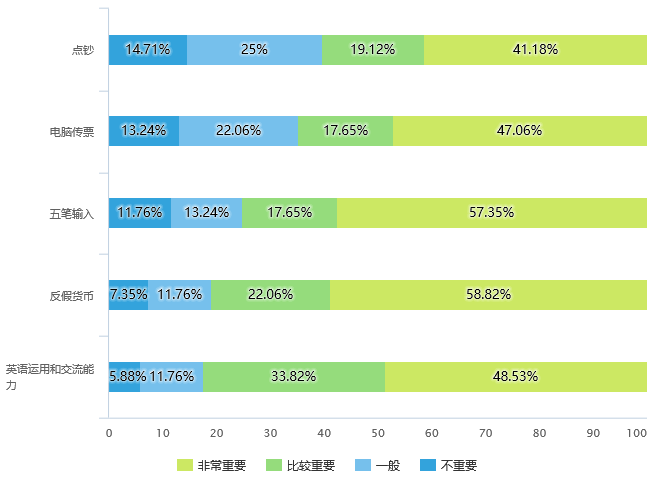 点钞
14.71% 25% 19.12% 41.18%
电脑传票
13.24% 22.06% 17.65% 47.06%
五笔输入
11.76% 13.24% 17.65% 57.35%
反假货币
7.35% 11.76% 22.06% 58.82%
英语运用和交流能
力
5.88% 11.76% 33.82% 48.53%
0 10 20 30 40 50 60 70 80 90 100
非常重要 比较重要 一般 不重要